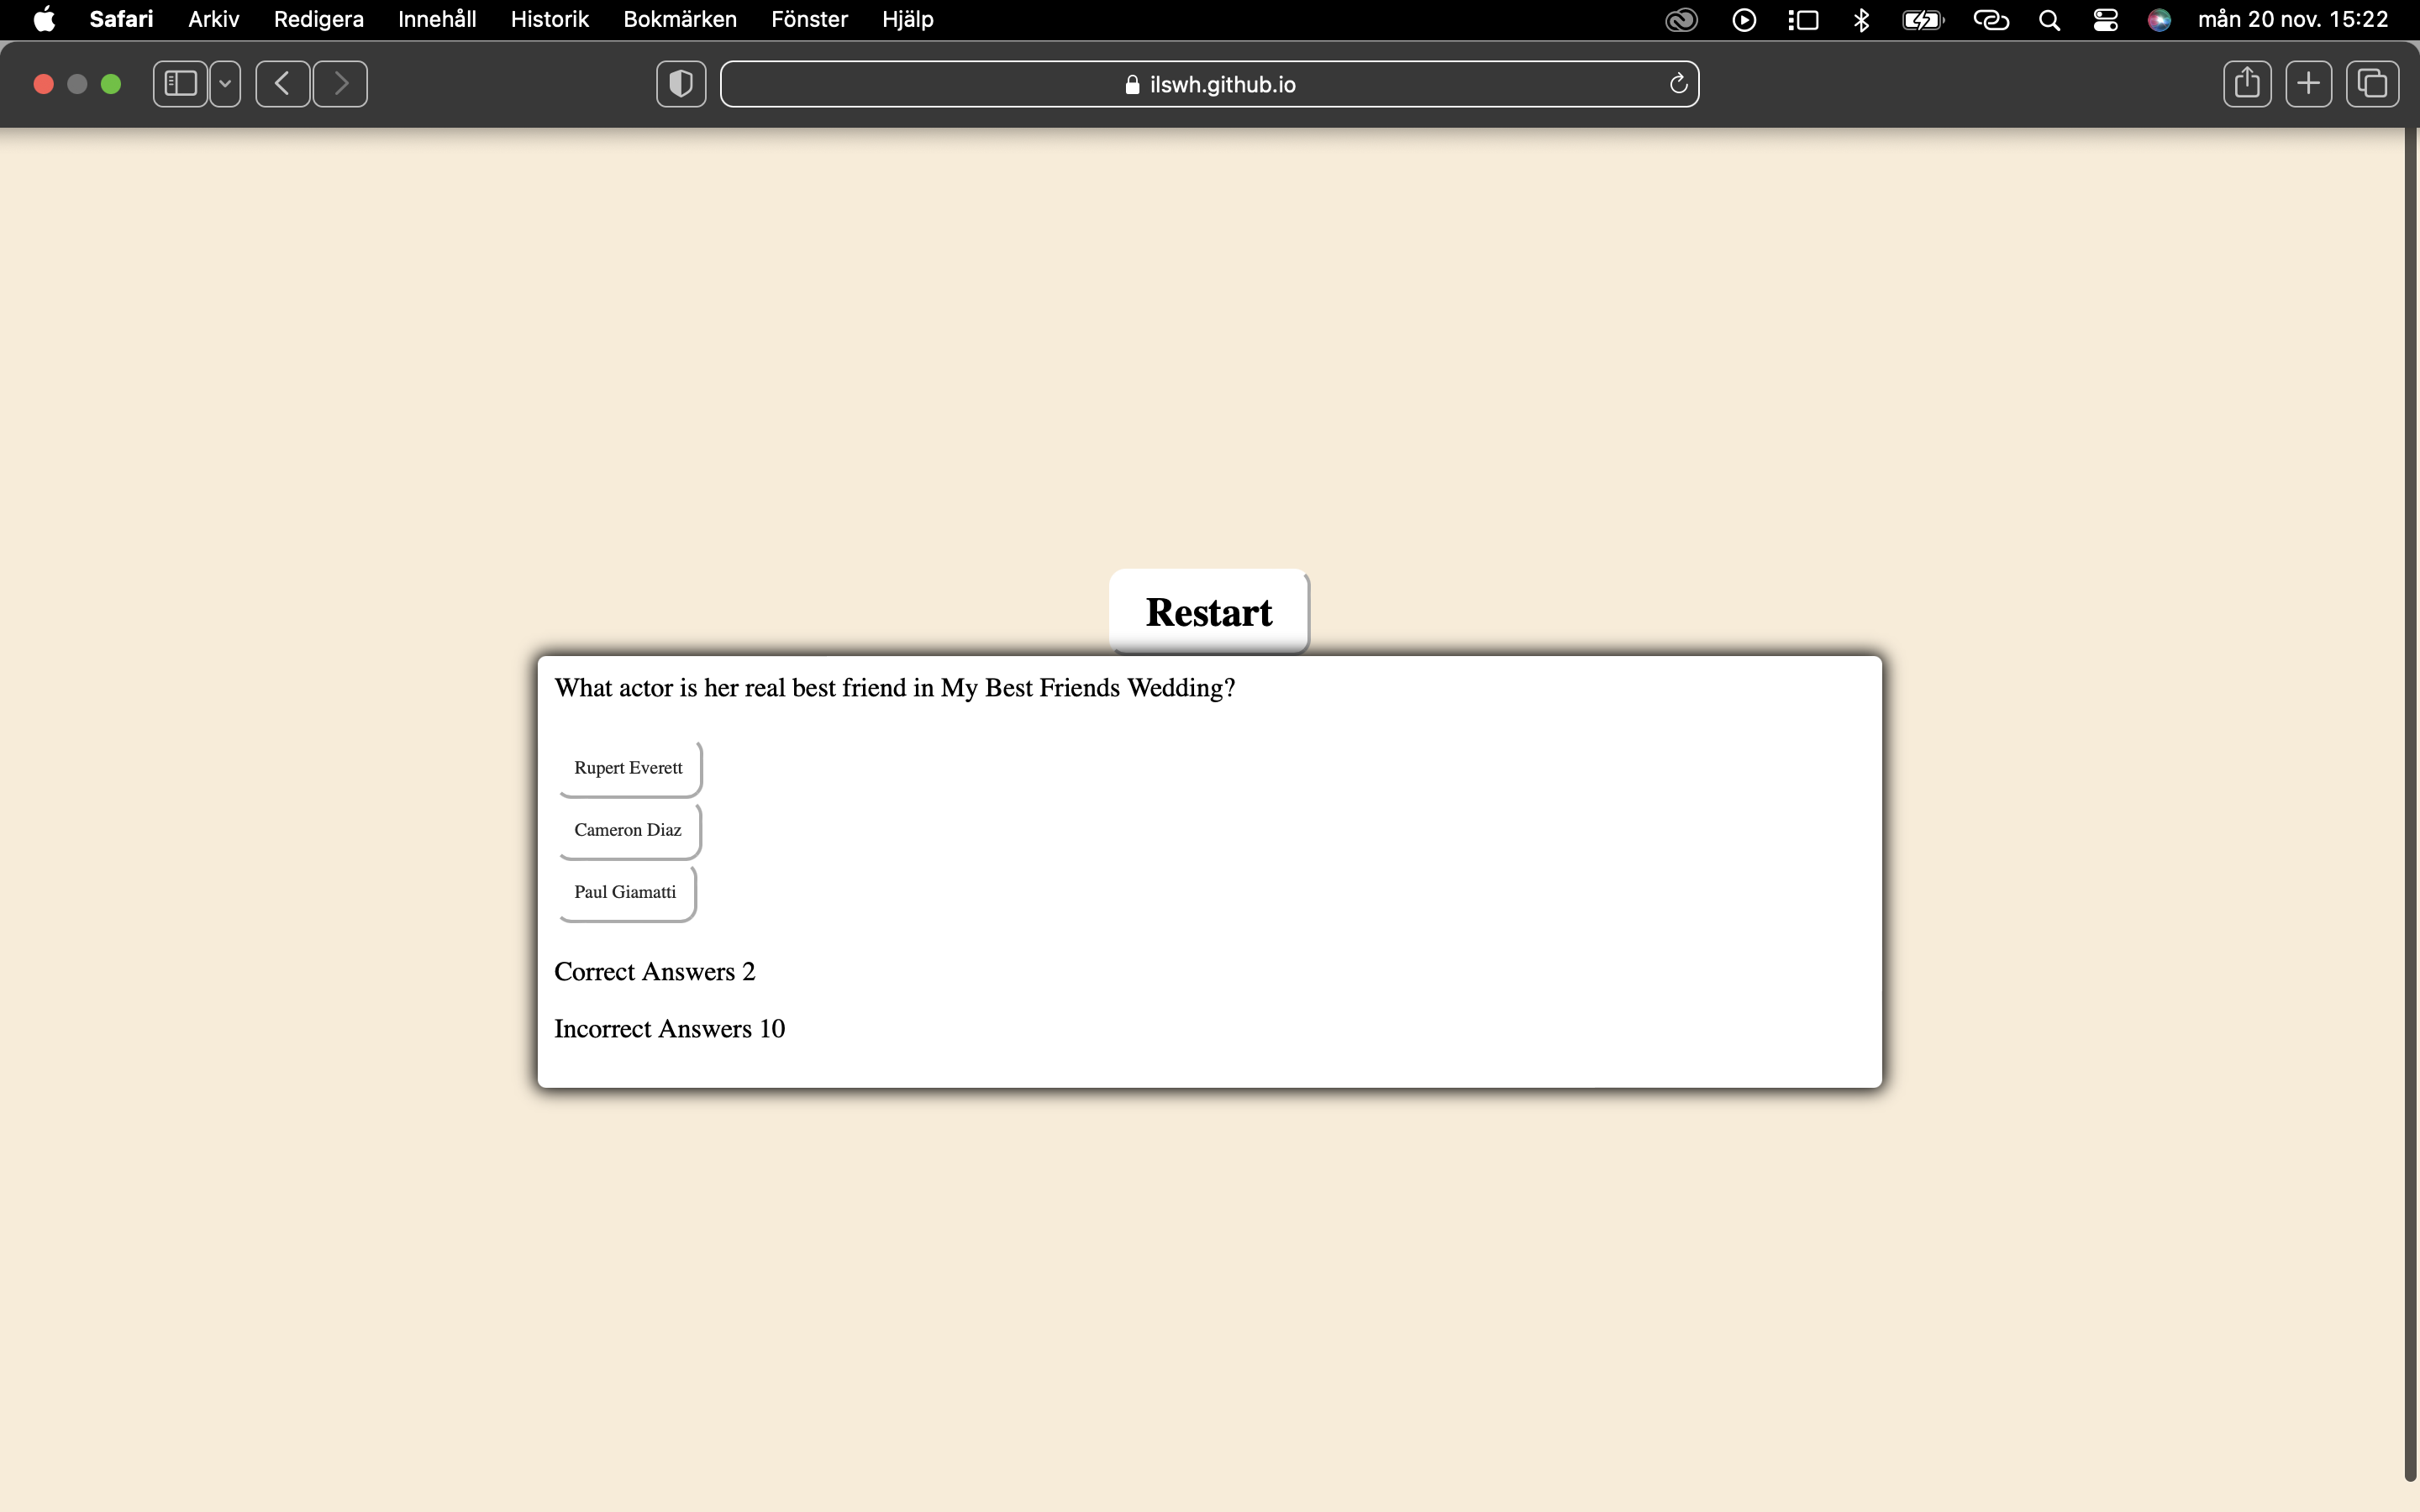 Safari Arkiv Redigera Innehåll Historik Bokmärken Fönster Hjälp mån 20 nov. 15:22
ilswh.github.io
Restart
What actor is her real best friend in My Best Friends Wedding?
Rupert Everett
Cameron Diaz
Paul Giamatti
Correct Answers 2
Incorrect Answers 10